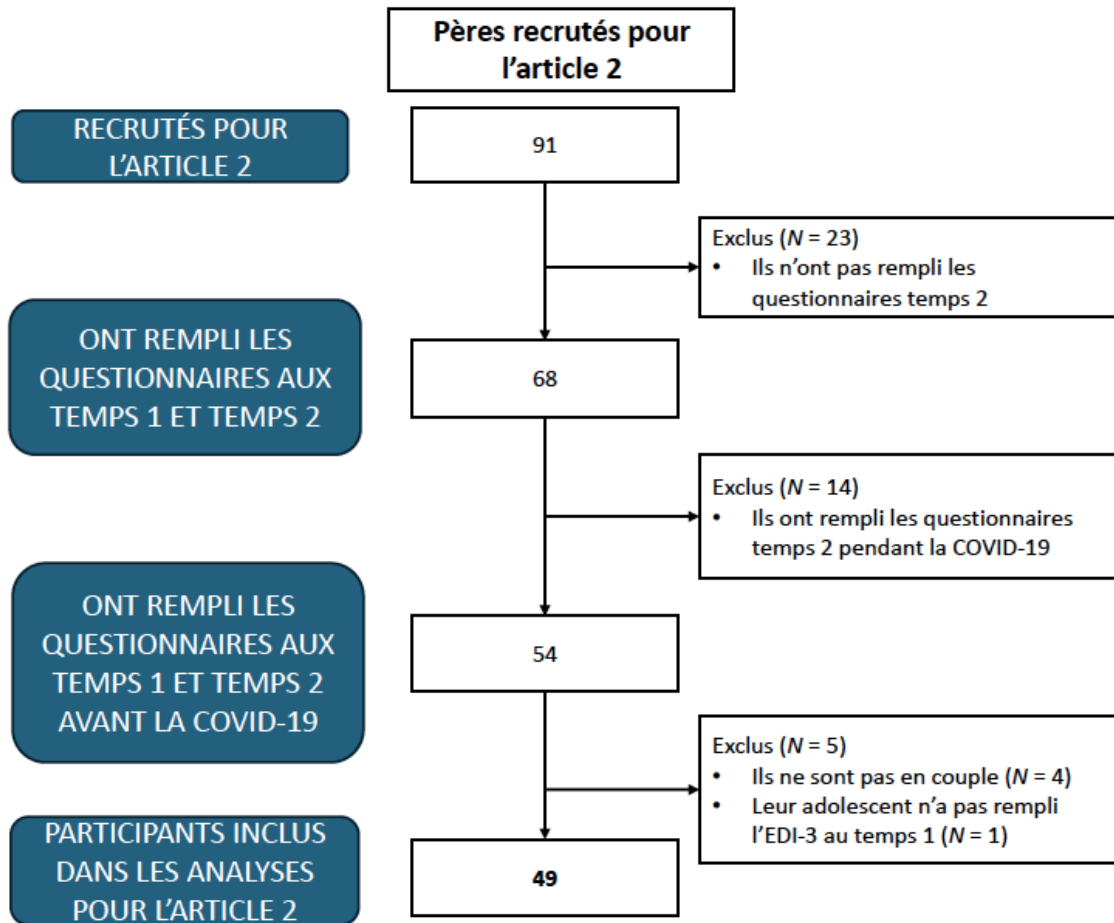 Pères recrutés pour
l'article 2
RECRUTÉS POUR
L'ARTICLE 2
91
Exclus (N = 23)
• Ils n'ont pas rempli les
questionnaires temps 2
ONT REMPLI LES
QUESTIONNAIRES AUX
TEMPS 1 ET TEMPS 2
68
Exclus (N = 14)
• Ils ont rempli les questionnaires
temps 2 pendant la COVID-19
ONT REMPLI LES
QUESTIONNAIRES AUX
TEMPS 1 ET TEMPS 2
AVANT LA COVID-19
54
Exclus (N = 5)
• Ils ne sont pas en couple (N = 4)
• Leur adolescent n'a pas rempli
l'EDI-3 au temps 1 (N = 1)
PARTICIPANTS INCLUS
DANS LES ANALYSES
POUR L'ARTICLE 2
49